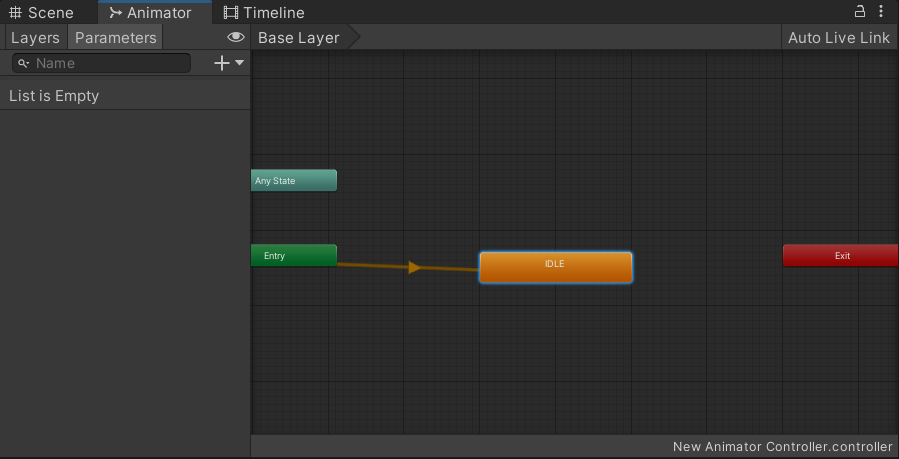 Scene Animator Timeline
Layers Parameters Base Layer Auto Live Link
Name
List is Empty
Any State
Entry IDLE Exit
New Animator Controller.controller